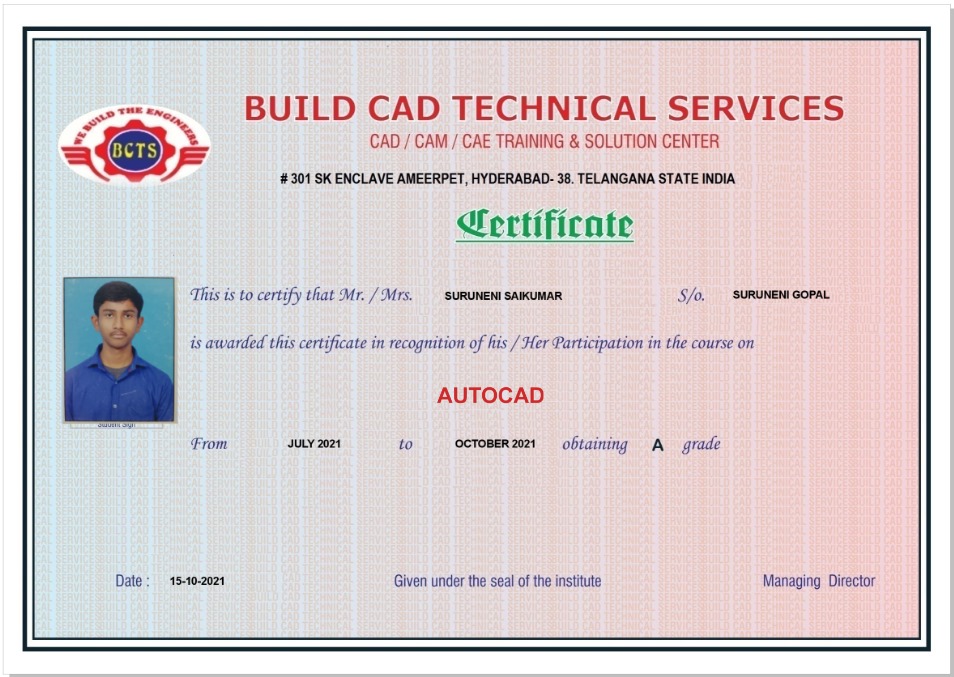 BUILD CAD TECHNICAL SERVICES
WE BUILD THE ENGINEERS
BCTS
CAD / CAM / CAE TRAINING & SOLUTION CENTER
# 301 SK ENCLAVE AMEERPET, HYDERABAD- 38. TELANGANA STATE INDIA
Certificate
This is to certify that Mr. / Mrs. SURUNENI SAIKUMAR S/o. SURUNENI GOPAL
is awarded this certificate in recognition of his / Her Participation in the course on
AUTOCAD
Student Sign
From JULY 2021 to OCTOBER 2021 obtaining A grade
Date : 15-10-2021 Given under the seal of the institute Managing Director